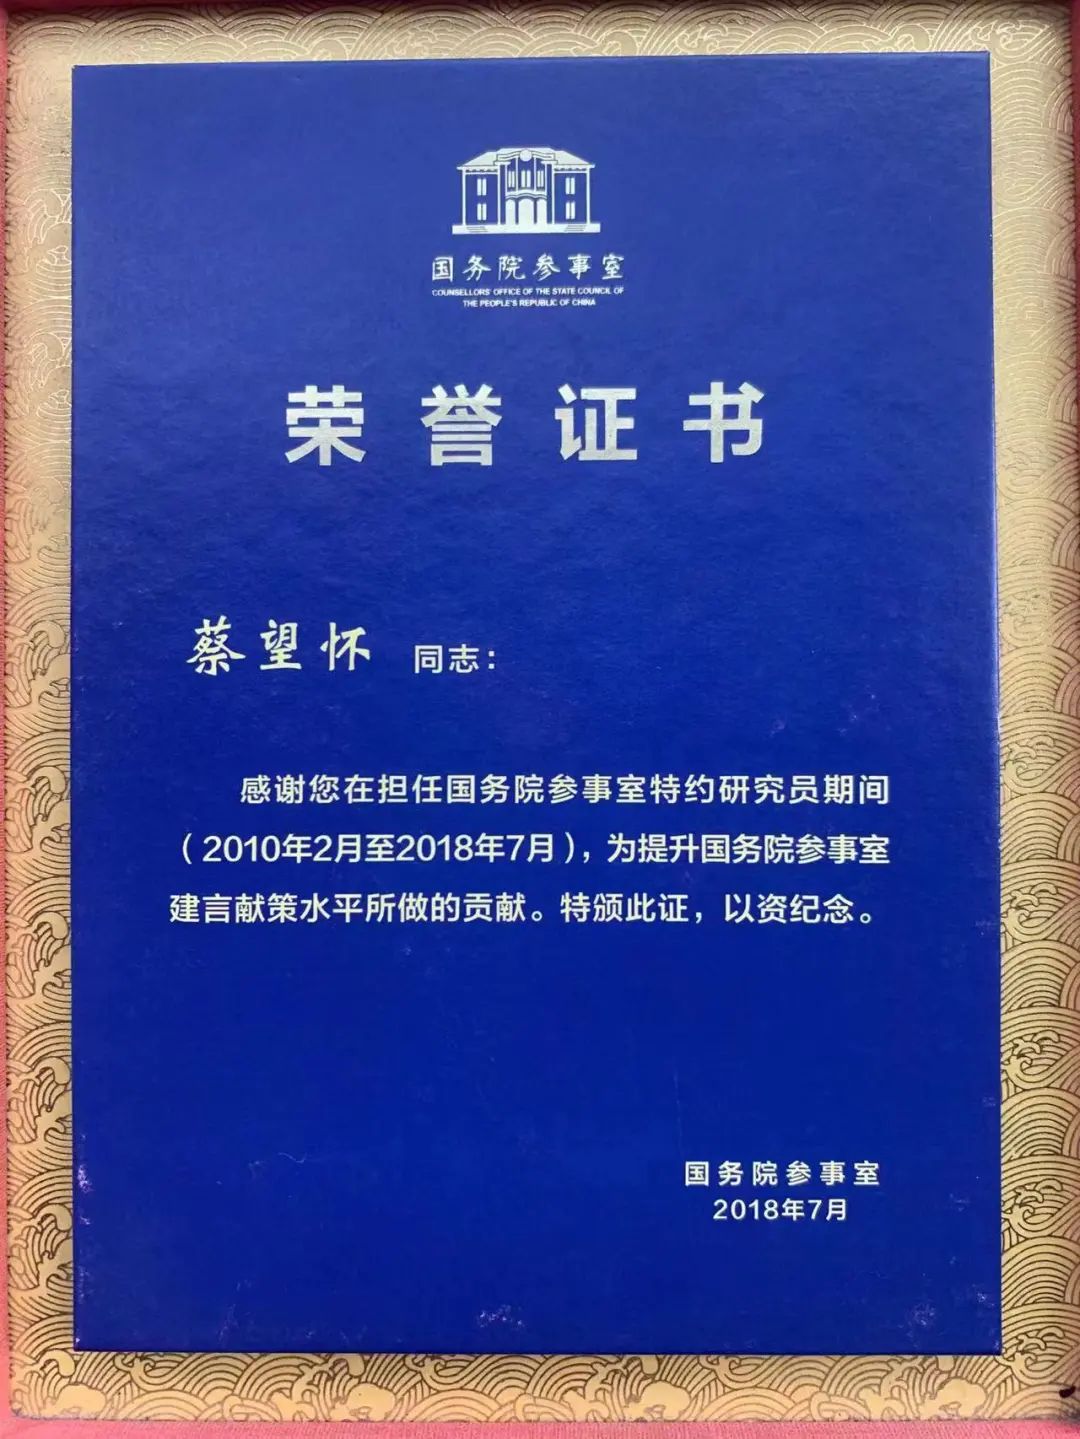 国务院参事室
COUNSELLORS' OFFICE OF THE STATE COUNCIL OF
THE PEOPLE'S REPUBLIC OF CHINA
荣誉证书
蔡望怀 同志：
感谢您在担任国务院参事室特约研究员期间
（2010年2月至2018年7月），为提升国务院参事室
建言献策水平所做的贡献。特颁此证，以资纪念。
国务院参事室
2018年7月